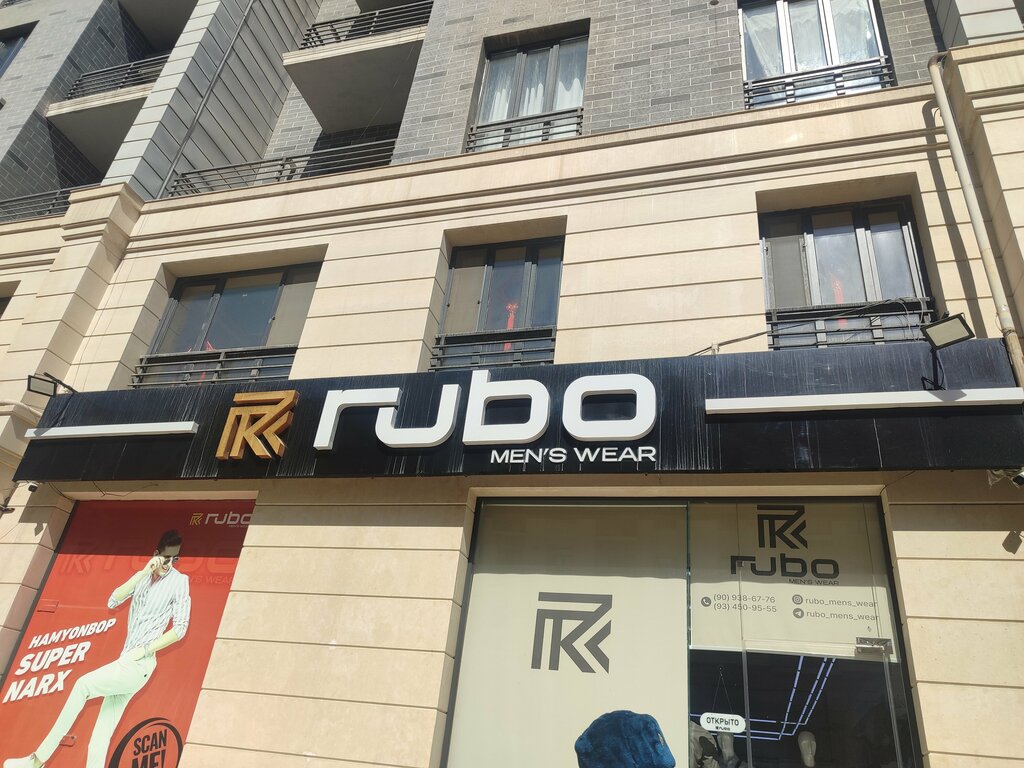 rubo
MEN'S WEAR
rubo
MEN'S WEAR
HAMYONBOP
SUPER
NARX
SCAN
ME!
rubo
MEN'S WEAR
(90) 938-67-76
(93) 450-95-55
rubo_mens_wear
rubo_mens_wear
ОТКРЫТО
rubo